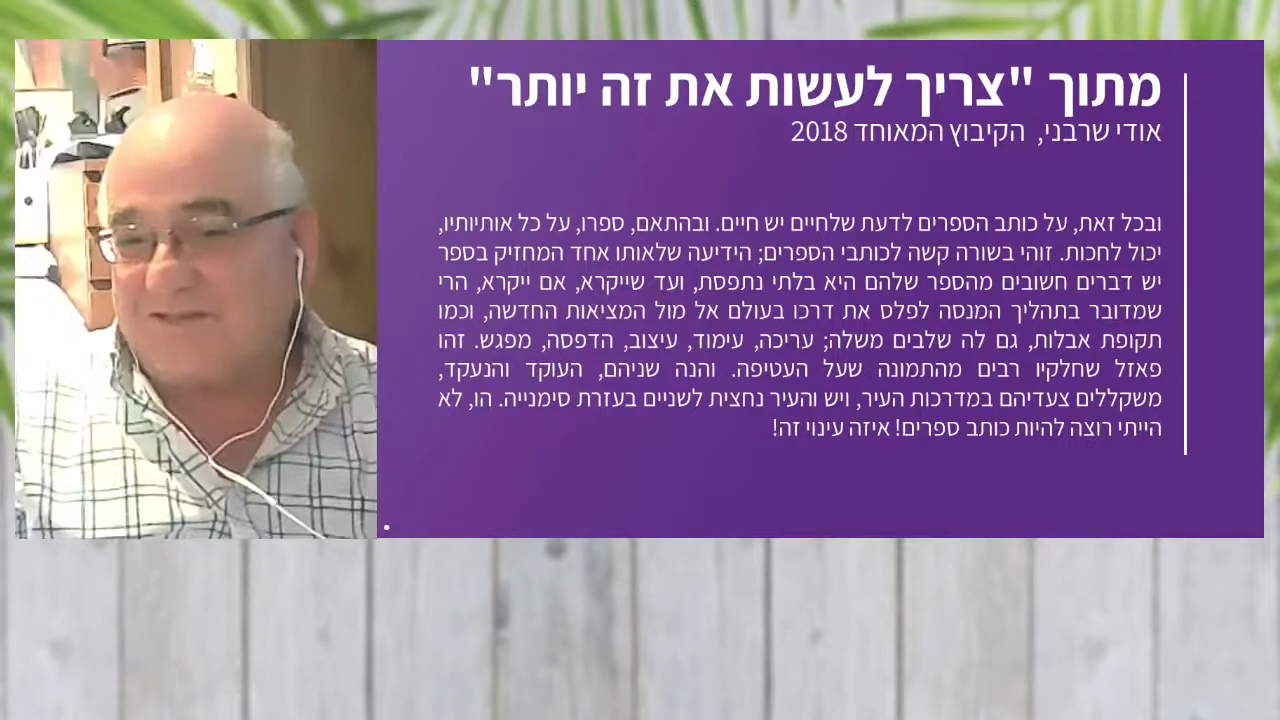 מתוך "צריך לעשות את זה יותר"
אודי שרבני, הקיבוץ המאוחד 2018
ובכל זאת, על כותב הספרים לדעת שלחיים יש חיים. ובהתאם, ספרו, על כל אותיותיו,
יכול לחכות. זוהי בשורה קשה לכותבי הספרים; הידיעה שלאותו אחד המחזיק בספר
יש דברים חשובים מהספר שלהם היא בלתי נתפסת, ועד שייקרא, אם ייקרא, הרי
שמדובר בתהליך המנסה לפלס את דרכו בעולם אל מול המציאות החדשה, וכמו
תקופת אבלות, גם לה שלבים משלה; עריכה, עימוד, עיצוב, הדפסה, מפגש. זהו
פאזל שחלקיו רבים מהתמונה שעל העטיפה. והנה שניהם, העוקד והנעקד,
משקללים צעדיהם במדרכות העיר, ויש והעיר נחצית לשניים בעזרת סימנייה. הו, לא
הייתי רוצה להיות כותב ספרים! איזה עינוי זה!